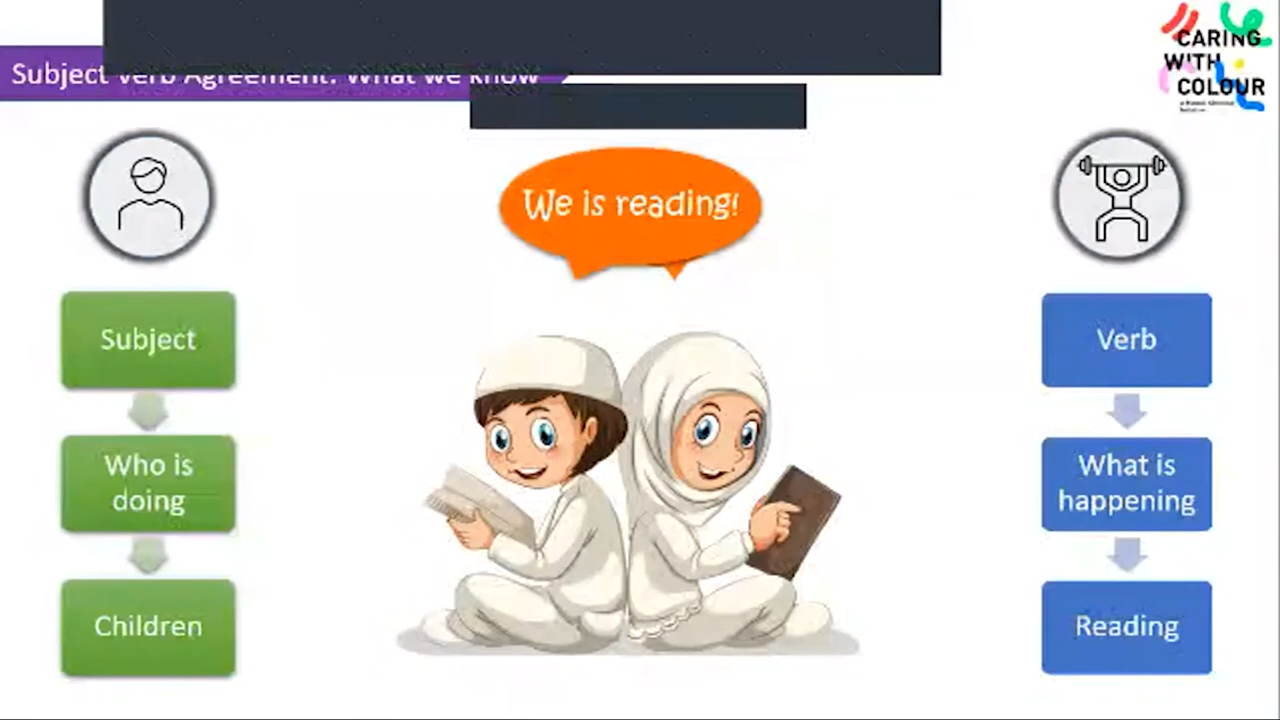 Subject Verb Agreement: What we know
CARING
WITH
COLOUR
We is reading!
Subject
Who is
doing
Children
Verb
What is
happening
Reading